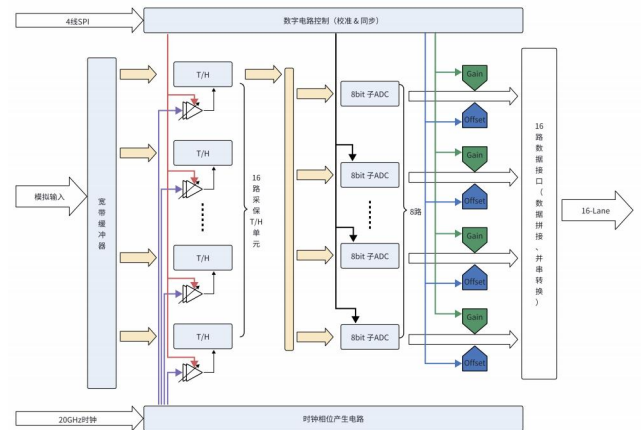 4线SPI
数字电路控制（校准 & 同步）
模拟输入
宽带缓冲器
T/H
T/H
T/H
T/H
16路采保T/H单元
8bit 子ADC
8bit 子ADC
8bit 子ADC
8bit 子ADC
8路
Gain
Offset
Gain
Offset
Gain
Offset
Gain
Offset
16路数据接口（数据拼接、并串转换）
16-Lane
20GHz时钟
时钟相位产生电路